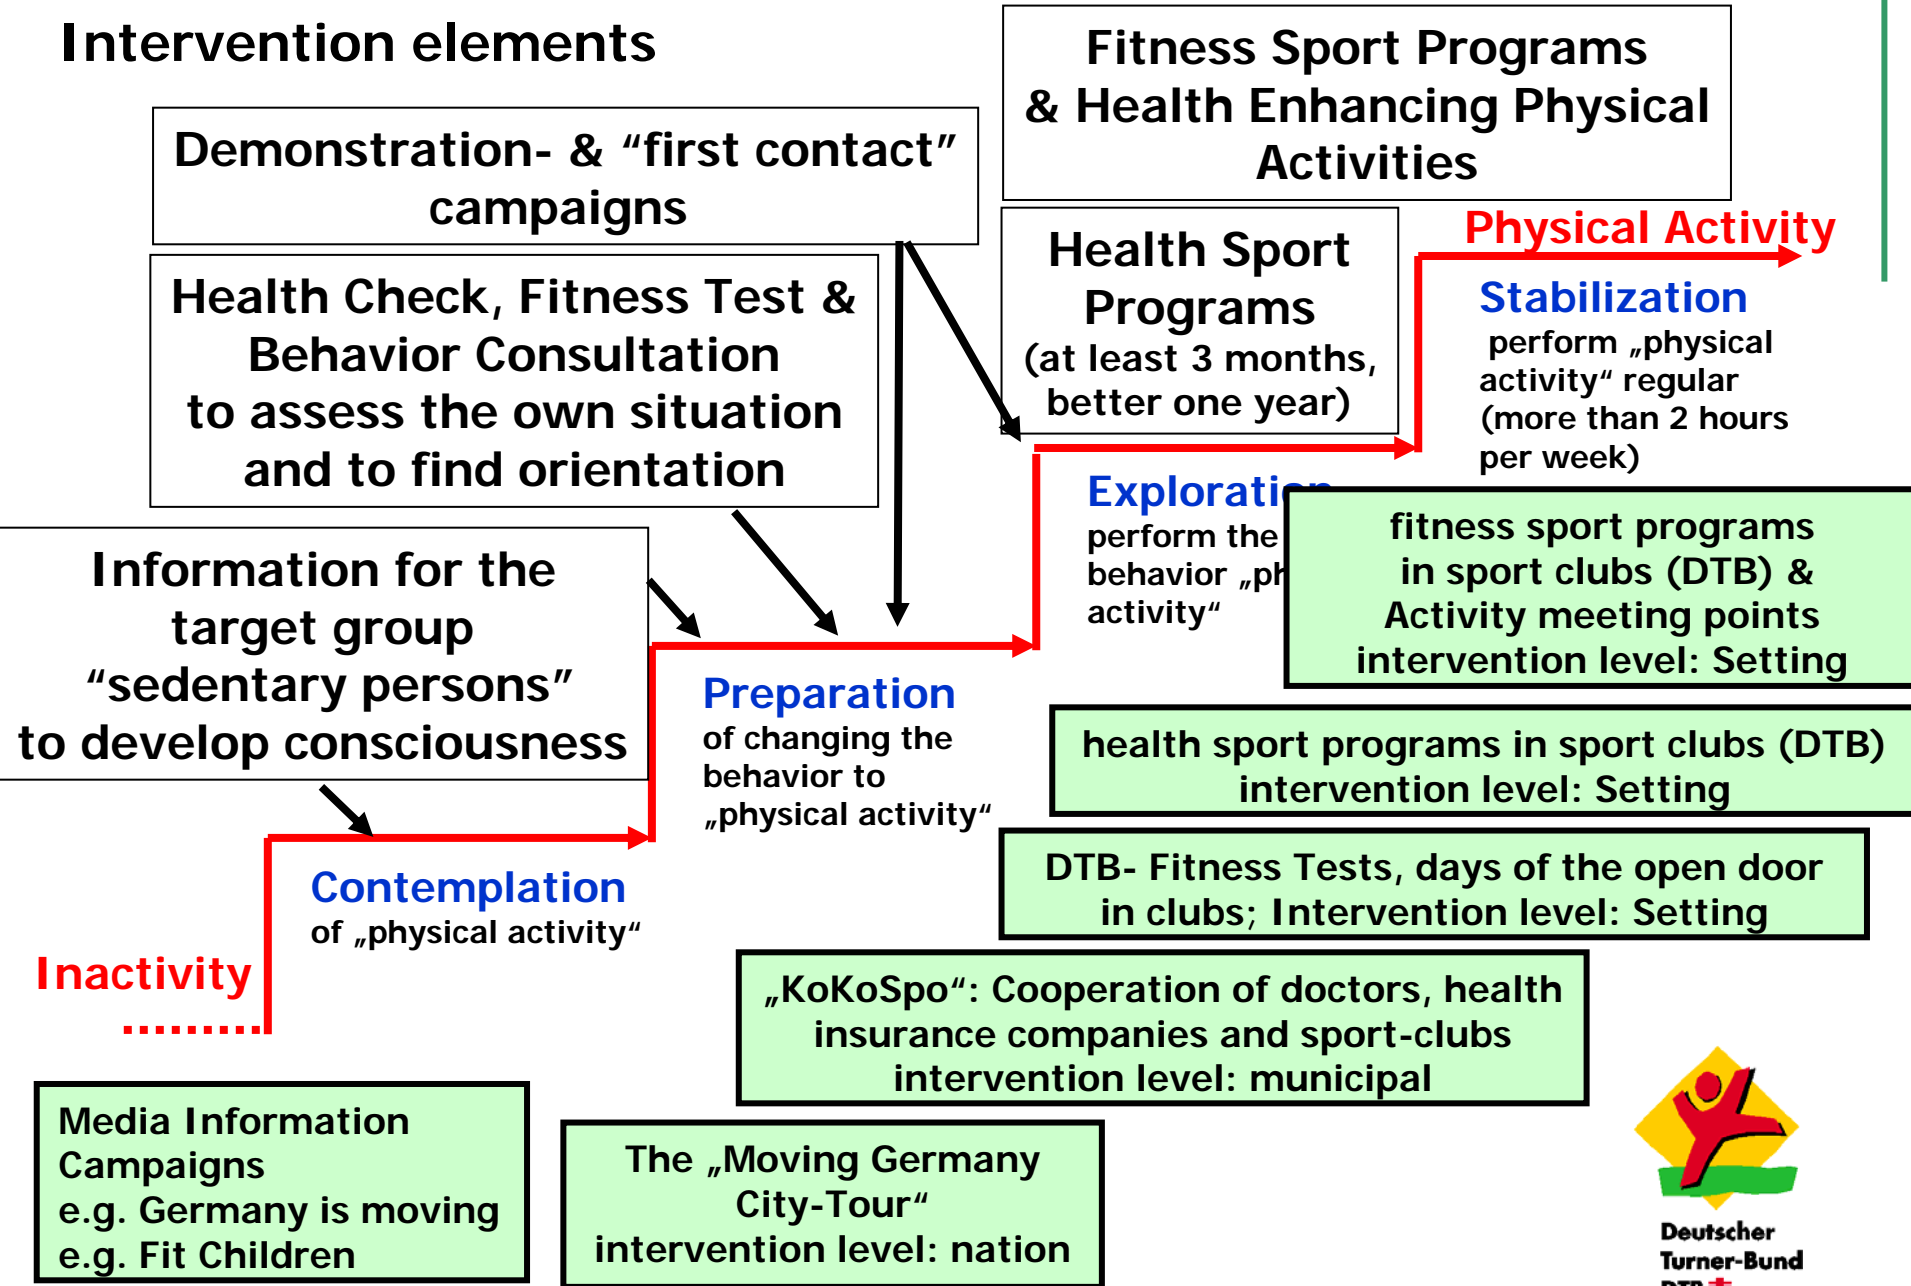 Intervention elements
Fitness Sport Programs
& Health Enhancing Physical
Activities
Demonstration- & “first contact”
campaigns
Health Check, Fitness Test &
Behavior Consultation
to assess the own situation
and to find orientation
Health Sport
Programs
(at least 3 months,
better one year)
Physical Activity
Stabilization
perform „physical
activity“ regular
(more than 2 hours
per week)
Information for the
target group
“sedentary persons”
to develop consciousness
perform the
behavior
activity“
fitness sport programs
in sport clubs (DTB) &
Activity meeting points
intervention level: Setting
Preparation
of changing the
behavior to
„physical activity“
health sport programs in sport clubs (DTB)
intervention level: Setting
Contemplation
of „physical activity“
DTB- Fitness Tests, days of the open door
in clubs; Intervention level: Setting
Inactivity
„KoKoSpo“: Cooperation of doctors, health
insurance companies and sport-clubs
intervention level: municipal
Media Information
Campaigns
e.g. Germany is moving
e.g. Fit Children
The „Moving Germany
City-Tour“
intervention level: nation
Deutscher
Turner-Bund
DTB